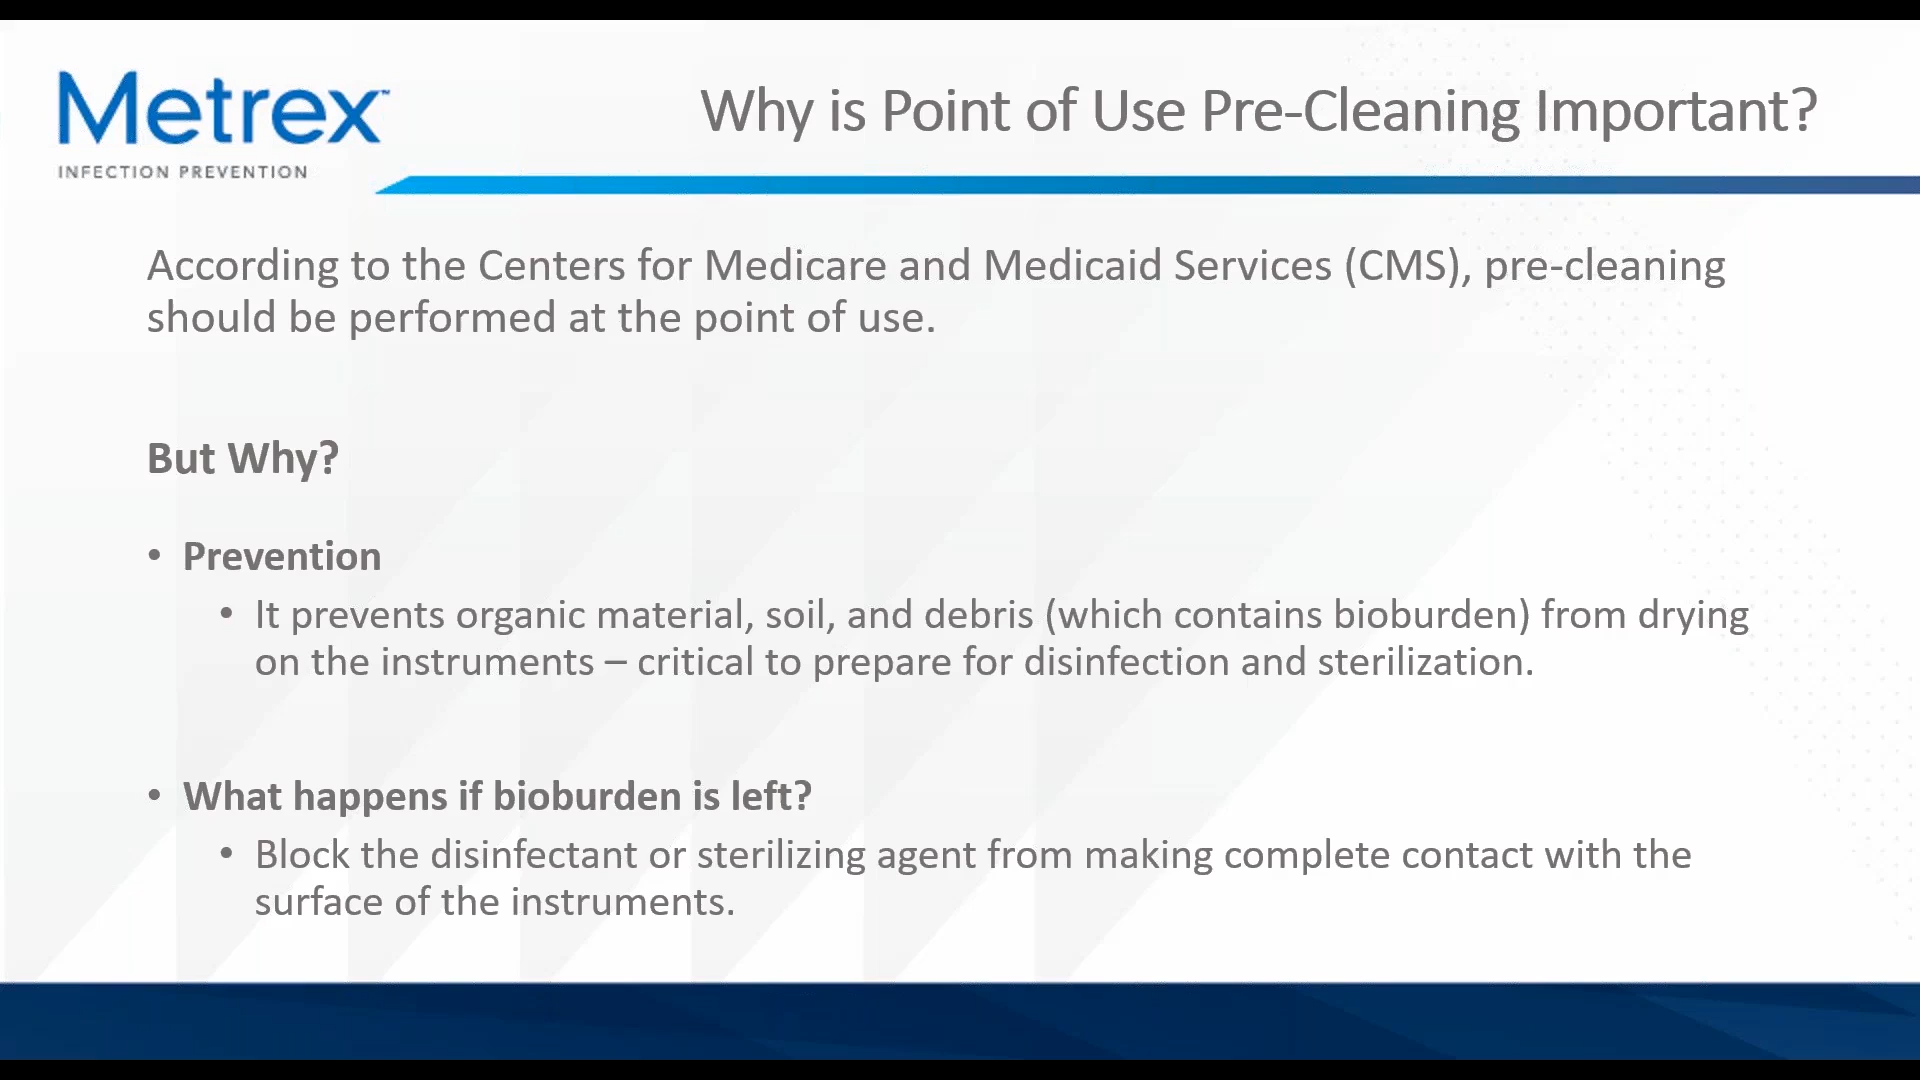 Metrex™
INFECTION PREVENTION
Why is Point of Use Pre-Cleaning Important?
According to the Centers for Medicare and Medicaid Services (CMS), pre-cleaning
should be performed at the point of use.
But Why?
• Prevention
• It prevents organic material, soil, and debris (which contains bioburden) from drying
on the instruments – critical to prepare for disinfection and sterilization.
• What happens if bioburden is left?
• Block the disinfectant or sterilizing agent from making complete contact with the
surface of the instruments.